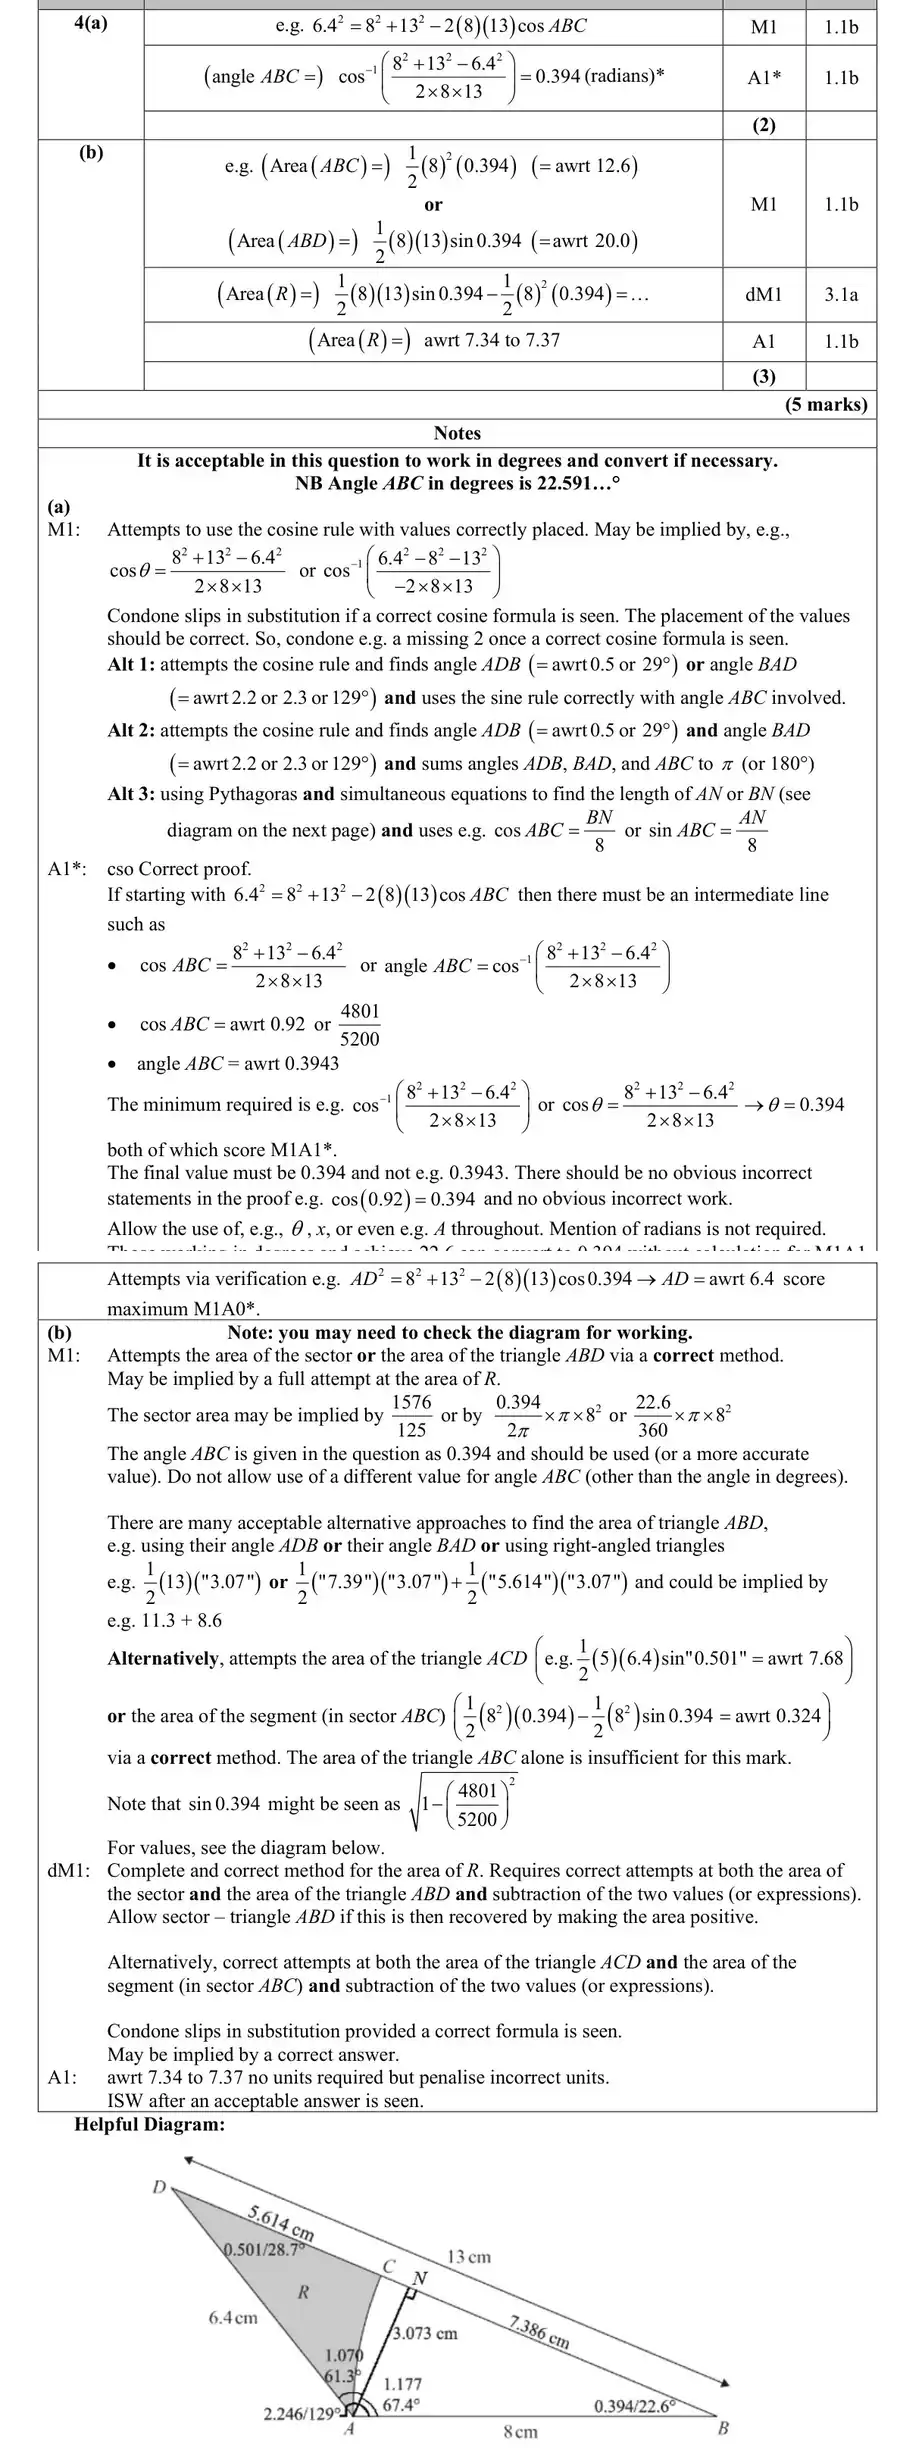 4(a) e.g. 6.4² = 8² + 13² − 2(8)(13)cos ABC M1 1.1b
(angle ABC =) cos⁻¹((8² + 13² − 6.4²)/(2×8×13)) = 0.394 (radians)* A1* 1.1b
(2)
(b) e.g. (Area(ABC) =) 1/2(8)²(0.394) (= awrt 12.6)
or M1 1.1b
(Area(ABD) =) 1/2(8)(13)sin 0.394 (= awrt 20.0)
(Area(R) =) 1/2(8)(13)sin 0.394 − 1/2(8)²(0.394) = … dM1 3.1a
(Area(R) =) awrt 7.34 to 7.37 A1 1.1b
(3)
(5 marks)
Notes
It is acceptable in this question to work in degrees and convert if necessary.
NB Angle ABC in degrees is 22.591…°
(a)
M1: Attempts to use the cosine rule with values correctly placed. May be implied by, e.g.,
cos θ = (8² + 13² − 6.4²)/(2×8×13) or cos⁻¹((6.4² − 8² − 13²)/(−2×8×13))
Condone slips in substitution if a correct cosine formula is seen. The placement of the values
should be correct. So, condone e.g. a missing 2 once a correct cosine formula is seen.
Alt 1: attempts the cosine rule and finds angle ADB (= awrt 0.5 or 29°) or angle BAD
(= awrt 2.2 or 2.3 or 129°) and uses the sine rule correctly with angle ABC involved.
Alt 2: attempts the cosine rule and finds angle ADB (= awrt 0.5 or 29°) and angle BAD
(= awrt 2.2 or 2.3 or 129°) and sums angles ADB, BAD, and ABC to π (or 180°)
Alt 3: using Pythagoras and simultaneous equations to find the length of AN or BN (see
diagram on the next page) and uses e.g. cos ABC = BN/8 or sin ABC = AN/8
A1*: cso Correct proof.
If starting with 6.4² = 8² + 13² − 2(8)(13)cos ABC then there must be an intermediate line
such as
• cos ABC = (8² + 13² − 6.4²)/(2×8×13) or angle ABC = cos⁻¹((8² + 13² − 6.4²)/(2×8×13))
• cos ABC = awrt 0.92 or 4801/5200
• angle ABC = awrt 0.3943
The minimum required is e.g. cos⁻¹((8² + 13² − 6.4²)/(2×8×13)) or cos θ = (8² + 13² − 6.4²)/(2×8×13) → θ = 0.394
both of which score M1A1*.
The final value must be 0.394 and not e.g. 0.3943. There should be no obvious incorrect
statements in the proof e.g. cos(0.92) = 0.394 and no obvious incorrect work.
Allow the use of, e.g., θ, x, or even e.g. A throughout. Mention of radians is not required.
Attempts via verification e.g. AD² = 8² + 13² − 2(8)(13)cos 0.394 → AD = awrt 6.4 score
maximum M1A0*.
(b) Note: you may need to check the diagram for working.
M1: Attempts the area of the sector or the area of the triangle ABD via a correct method.
May be implied by a full attempt at the area of R.
The sector area may be implied by 1576/125 or by 0.394/2π × π × 8² or 22.6/360 × π × 8²
The angle ABC is given in the question as 0.394 and should be used (or a more accurate
value). Do not allow use of a different value for angle ABC (other than the angle in degrees).
There are many acceptable alternative approaches to find the area of triangle ABD,
e.g. using their angle ADB or their angle BAD or using right-angled triangles
e.g. 1/2(13)("3.07") or 1/2("7.39")("3.07") + 1/2("5.614")("3.07") and could be implied by
e.g. 11.3 + 8.6
Alternatively, attempts the area of the triangle ACD (e.g. 1/2(5)(6.4)sin"0.501" = awrt 7.68)
or the area of the segment (in sector ABC) (1/2(8²)(0.394) − 1/2(8²)sin 0.394 = awrt 0.324)
via a correct method. The area of the triangle ABC alone is insufficient for this mark.
Note that sin 0.394 might be seen as √(1 − (4801/5200)²)
For values, see the diagram below.
dM1: Complete and correct method for the area of R. Requires correct attempts at both the area of
the sector and the area of the triangle ABD and subtraction of the two values (or expressions).
Allow sector – triangle ABD if this is then recovered by making the area positive.
Alternatively, correct attempts at both the area of the triangle ACD and the area of the
segment (in sector ABC) and subtraction of the two values (or expressions).
Condone slips in substitution provided a correct formula is seen.
May be implied by a correct answer.
A1: awrt 7.34 to 7.37 no units required but penalise incorrect units.
ISW after an acceptable answer is seen.
Helpful Diagram:
D
5.614 cm
0.501/28.7°
13 cm
C
N
R
6.4 cm
3.073 cm
7.386 cm
1.070
61.3°
1.177
67.4°
2.246/129°
0.394/22.6°
A
8 cm
B